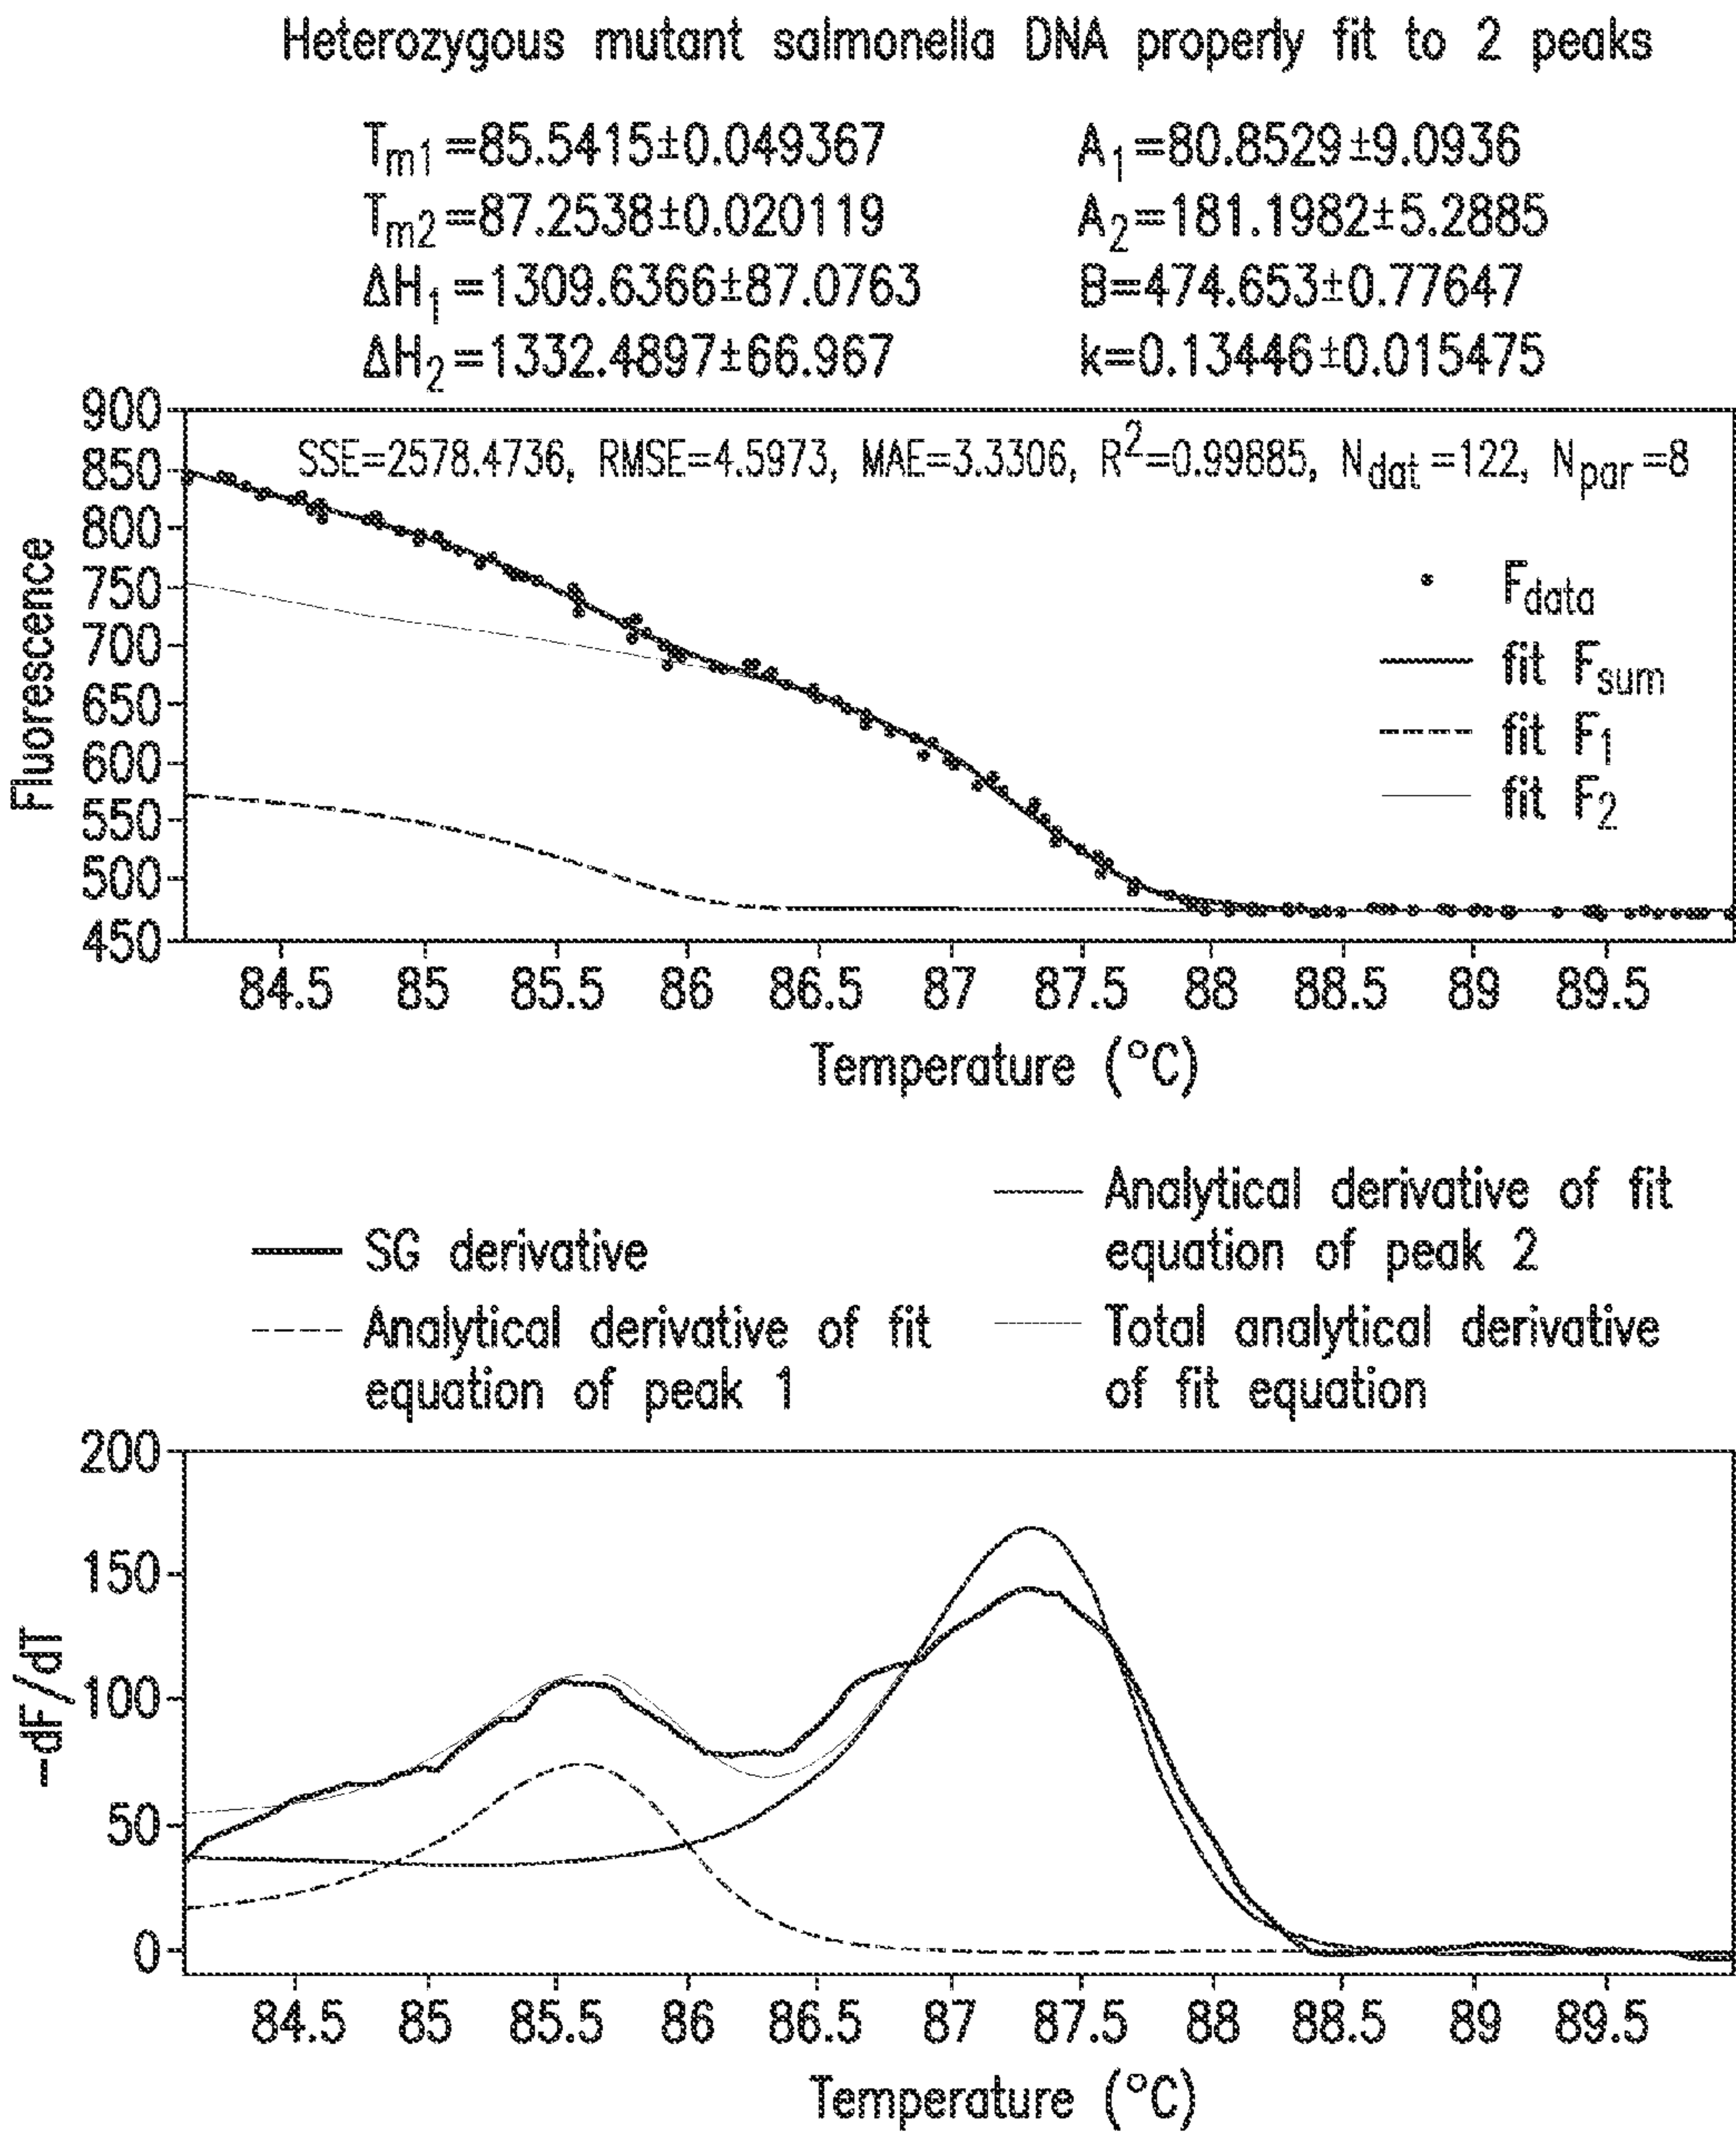 Heterozygous mutant salmonella DNA properly fit to 2 peaks
Tm1=85.5415±0.049367
A1=80.8529±9.0936
Tm2=87.2538±0.020119
A2=181.1982±5.2885
ΔH1=1309.6366±87.0763
B=474.653±0.77647
ΔH2=1332.4897±66.967
k=0.13446±0.015475
900
850
800
750
700
650
600
550
500
450
Fluorescence
SSE=2578.4736, RMSE=4.5973, MAE=3.3306, R²=0.99885, Ndat=122, Npar=8
Fdata
fit Fsum
fit F1
fit F2
84.5 85 85.5 86 86.5 87 87.5 88 88.5 89 89.5
Temperature (°C)
SG derivative
Analytical derivative of fit
equation of peak 1
Analytical derivative of fit
equation of peak 2
Total analytical derivative
of fit equation
200
150
100
50
0
-dF/dT
84.5 85 85.5 86 86.5 87 87.5 88 88.5 89 89.5
Temperature (°C)